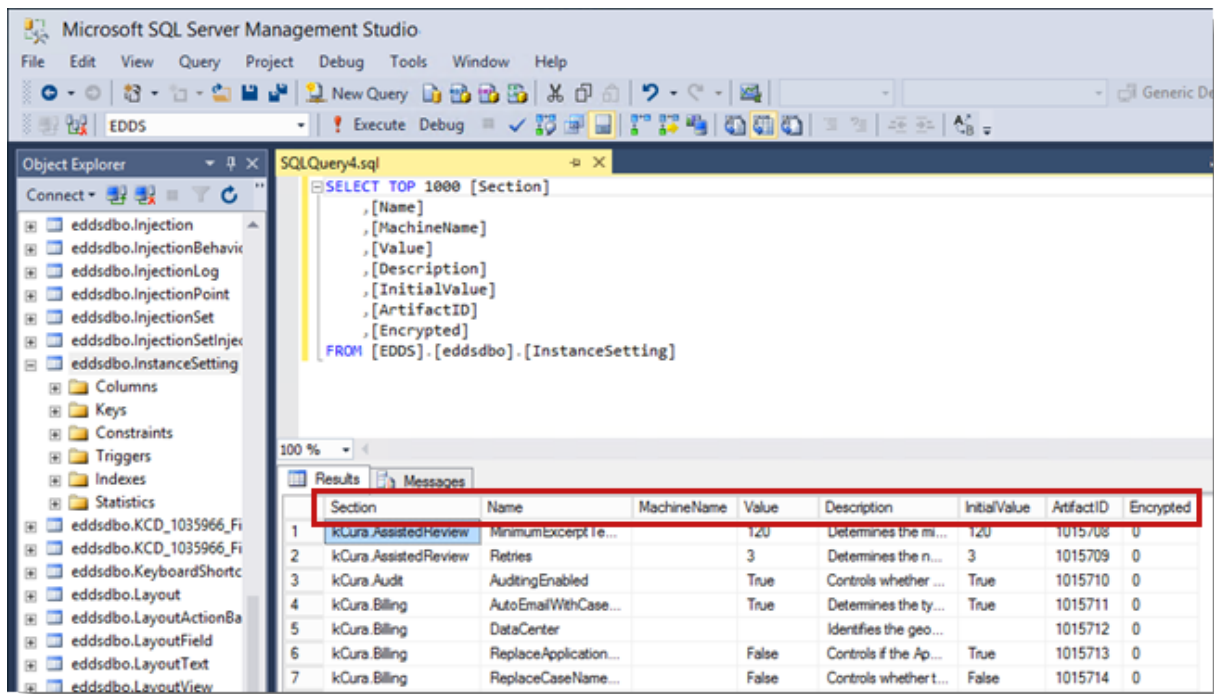 Microsoft SQL Server Management Studio
File Edit View Query Project Debug Tools Window Help
New Query Generic De
EDDS Execute Debug
Object Explorer
Connect
eddsdbo.Injection
eddsdbo.InjectionBehavic
eddsdbo.InjectionLog
eddsdbo.InjectionPoint
eddsdbo.InjectionSet
eddsdbo.InjectionSetInjec
eddsdbo.InstanceSetting
Columns
Keys
Constraints
Triggers
Indexes
Statistics
eddsdbo.KCD_1035966_Fi
eddsdbo.KCD_1035966_Fi
eddsdbo.KeyboardShortc
eddsdbo.Layout
eddsdbo.LayoutActionBa
eddsdbo.LayoutField
eddsdbo.LayoutText
eddsdbo.LayoutView
SQLQuery4.sql
SELECT TOP 1000 [Section]
,[Name]
,[MachineName]
,[Value]
,[Description]
,[InitialValue]
,[ArtifactID]
,[Encrypted]
FROM [EDDS].[eddsdbo].[InstanceSetting]
100 %
Results Messages
Section Name MachineName Value Description InitialValue ArtifactID Encrypted
1 kCura.AssistedReview MinimumExcerptTe... 120 Determines the mi... 120 1015708 0
2 kCura.AssistedReview Retries 3 Determines the n... 3 1015709 0
3 kCura.Audit AuditingEnabled True Controls whether ... True 1015710 0
4 kCura.Billing AutoEmailWithCase... True Determines the ty... True 1015711 0
5 kCura.Billing DataCenter Identifies the geo... 1015712 0
6 kCura.Billing ReplaceApplication... False Controls if the Ap... True 1015713 0
7 kCura.Billing ReplaceCaseName... False Controls whether t... False 1015714 0